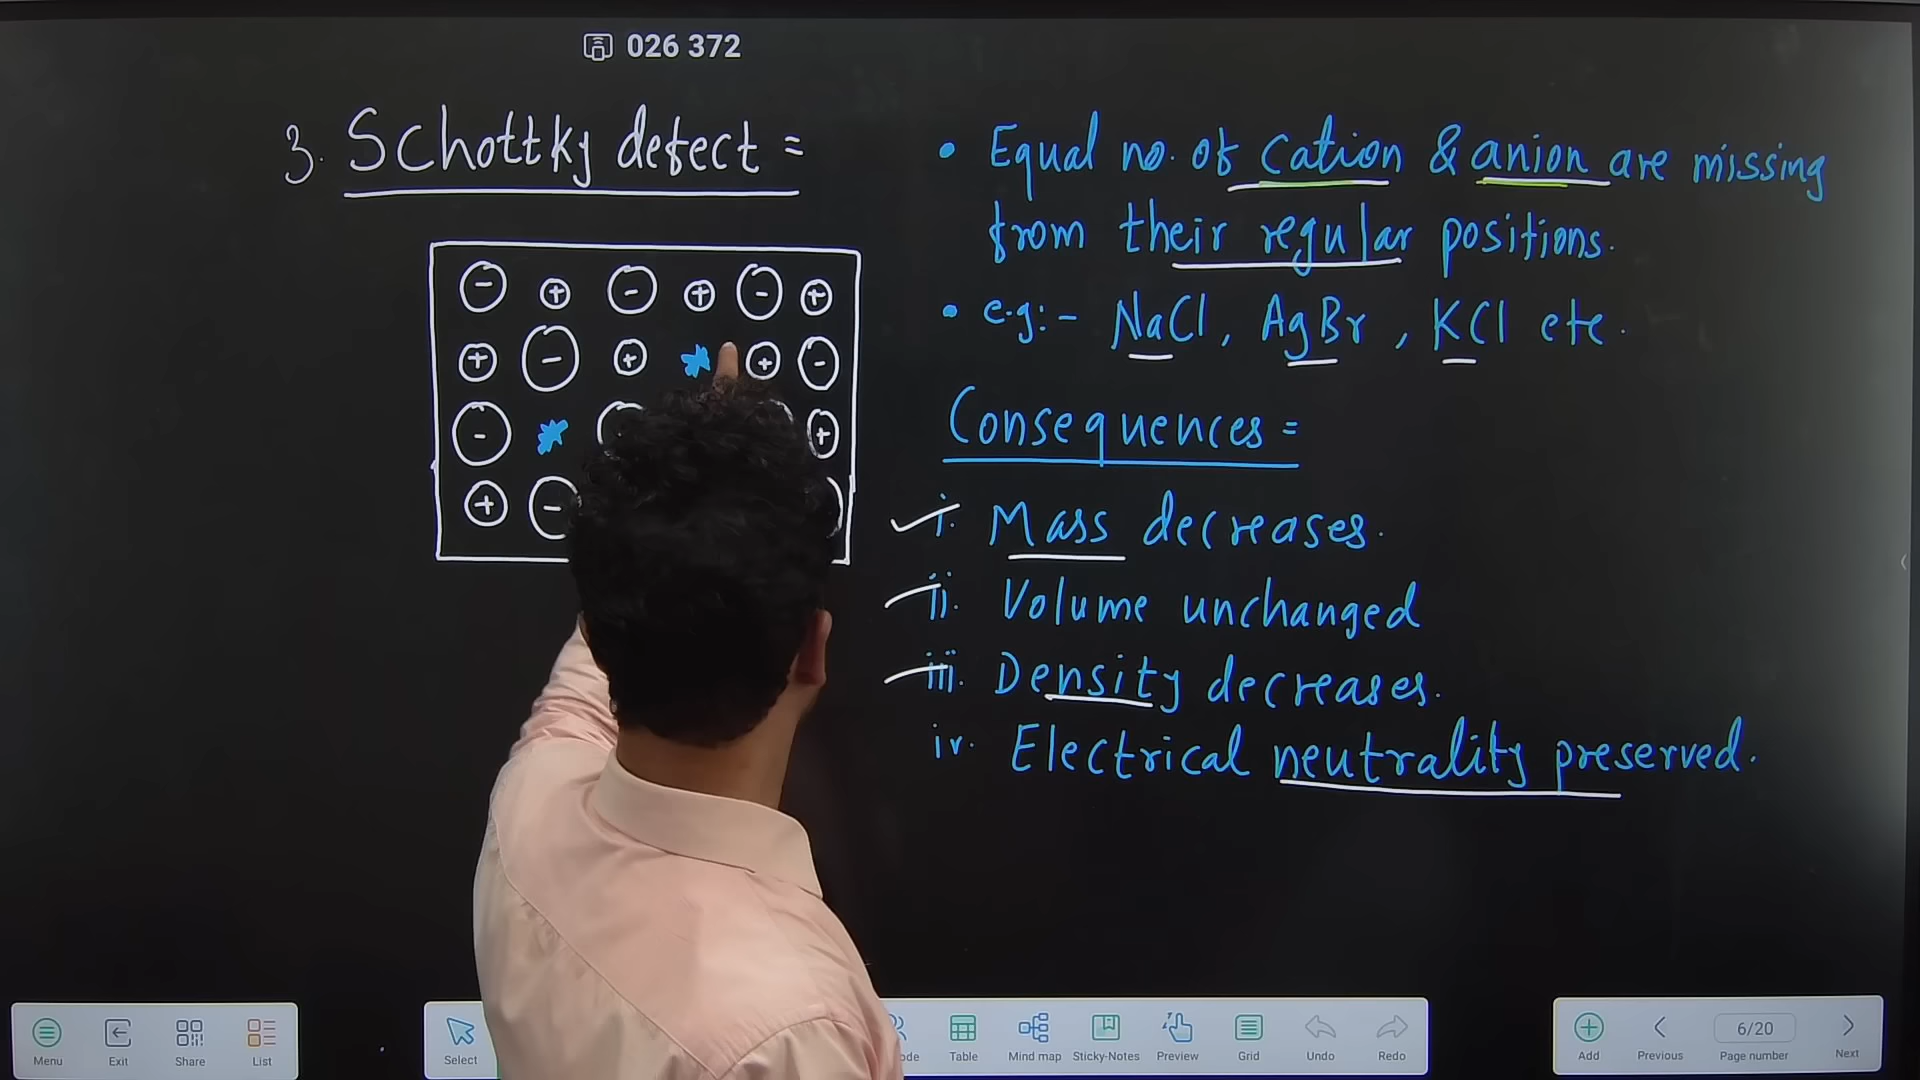 026 372
3. Schottky defect =
- + - + - +
+ - + + -
- +
+ -
• Equal no. of cation & anion are missing
from their regular positions.
• e.g:- NaCl, AgBr, KCl etc.
Consequences =
i. Mass decreases.
ii. Volume unchanged
iii. Density decreases.
iv. Electrical neutrality preserved.
Menu Exit Share List
Select Table Mind map Sticky-Notes Preview Grid Undo Redo
Add Previous 6/20 Page number Next